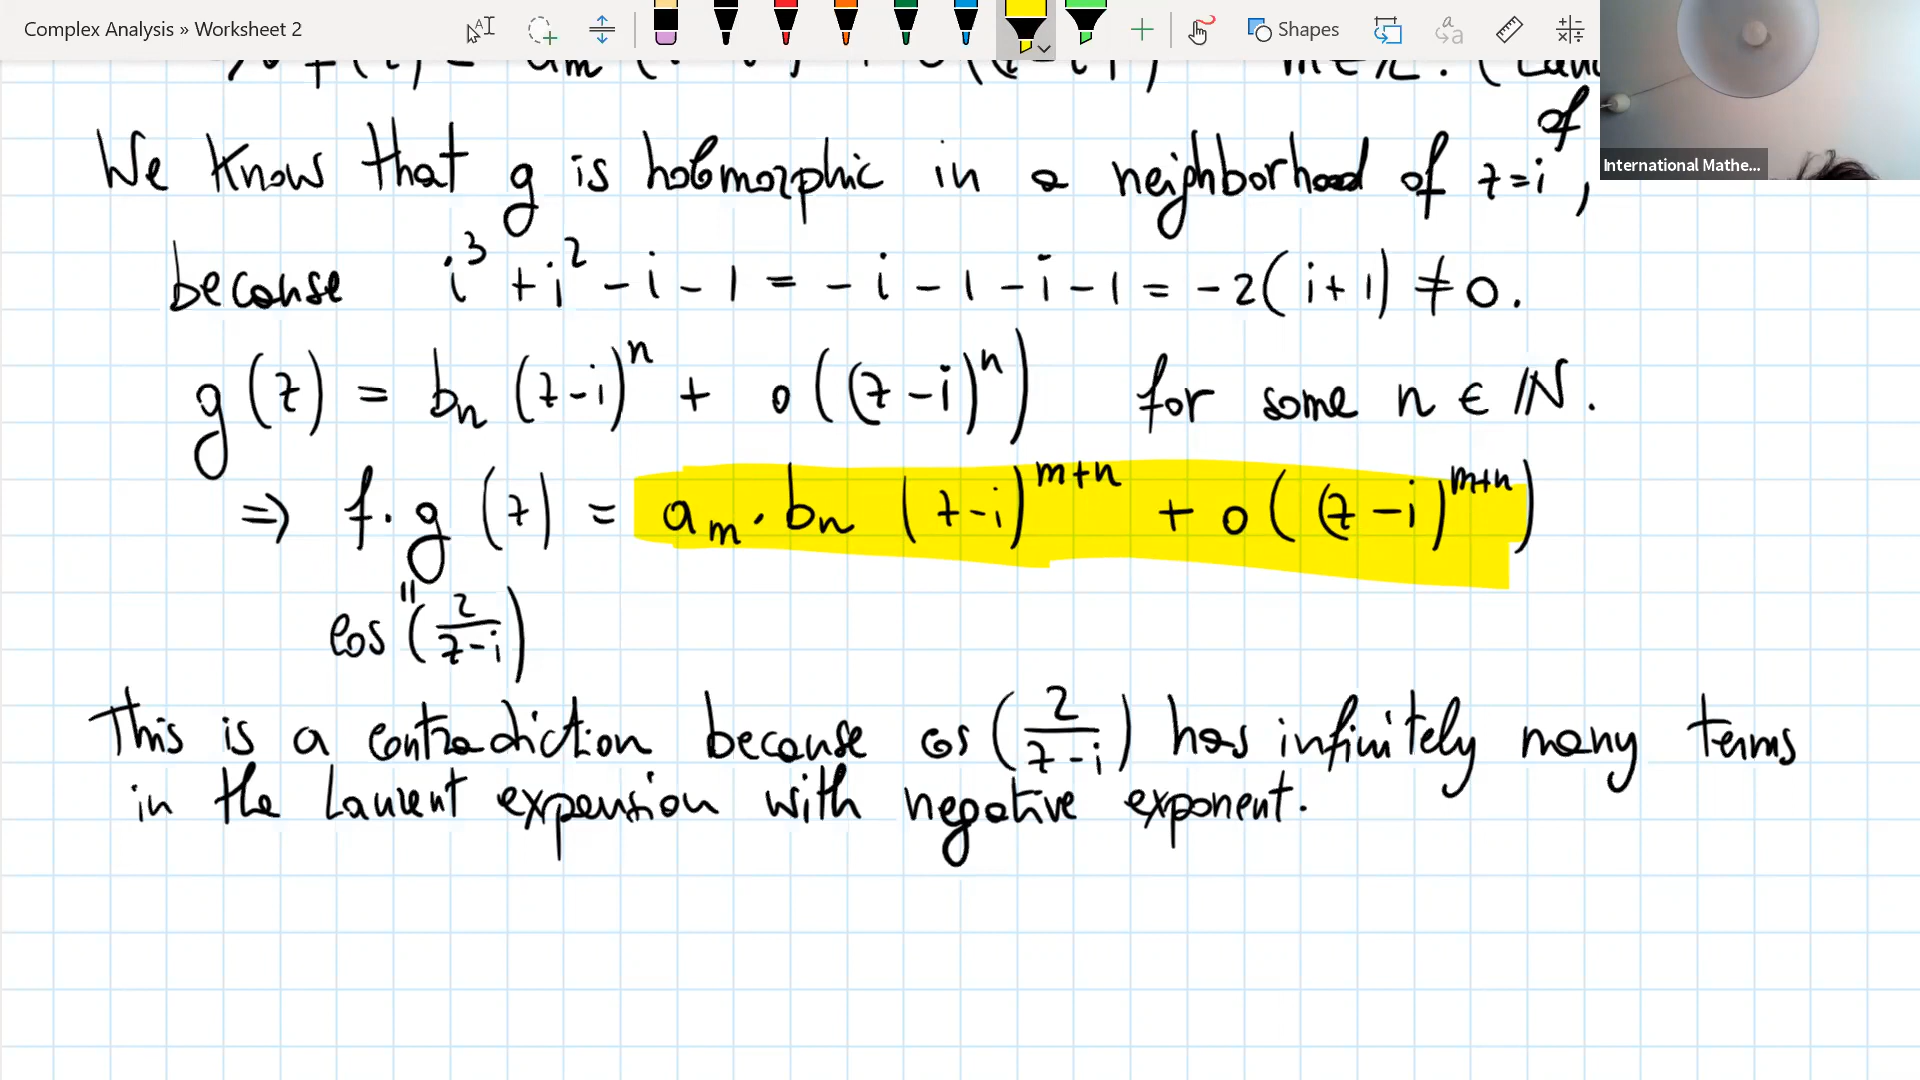 Complex Analysis » Worksheet 2
Shapes
International Mathe...
of
We know that g is holomorphic in a neighborhood of z=i,
because i³ + i² - i - 1 = - i - 1 - i - 1 = -2(i+1) ≠ 0.
g(z) = bₙ (z-i)ⁿ + o((z-i)ⁿ) for some n ∈ ℕ.
⇒ f·g(z) = aₘ·bₙ (z-i)ᵐ⁺ⁿ + o((z-i)ᵐ⁺ⁿ)
"
cos(2/(z-i))
This is a contradiction because cos(2/(z-i)) has infinitely many terms
in the Laurent expension with negative exponent.